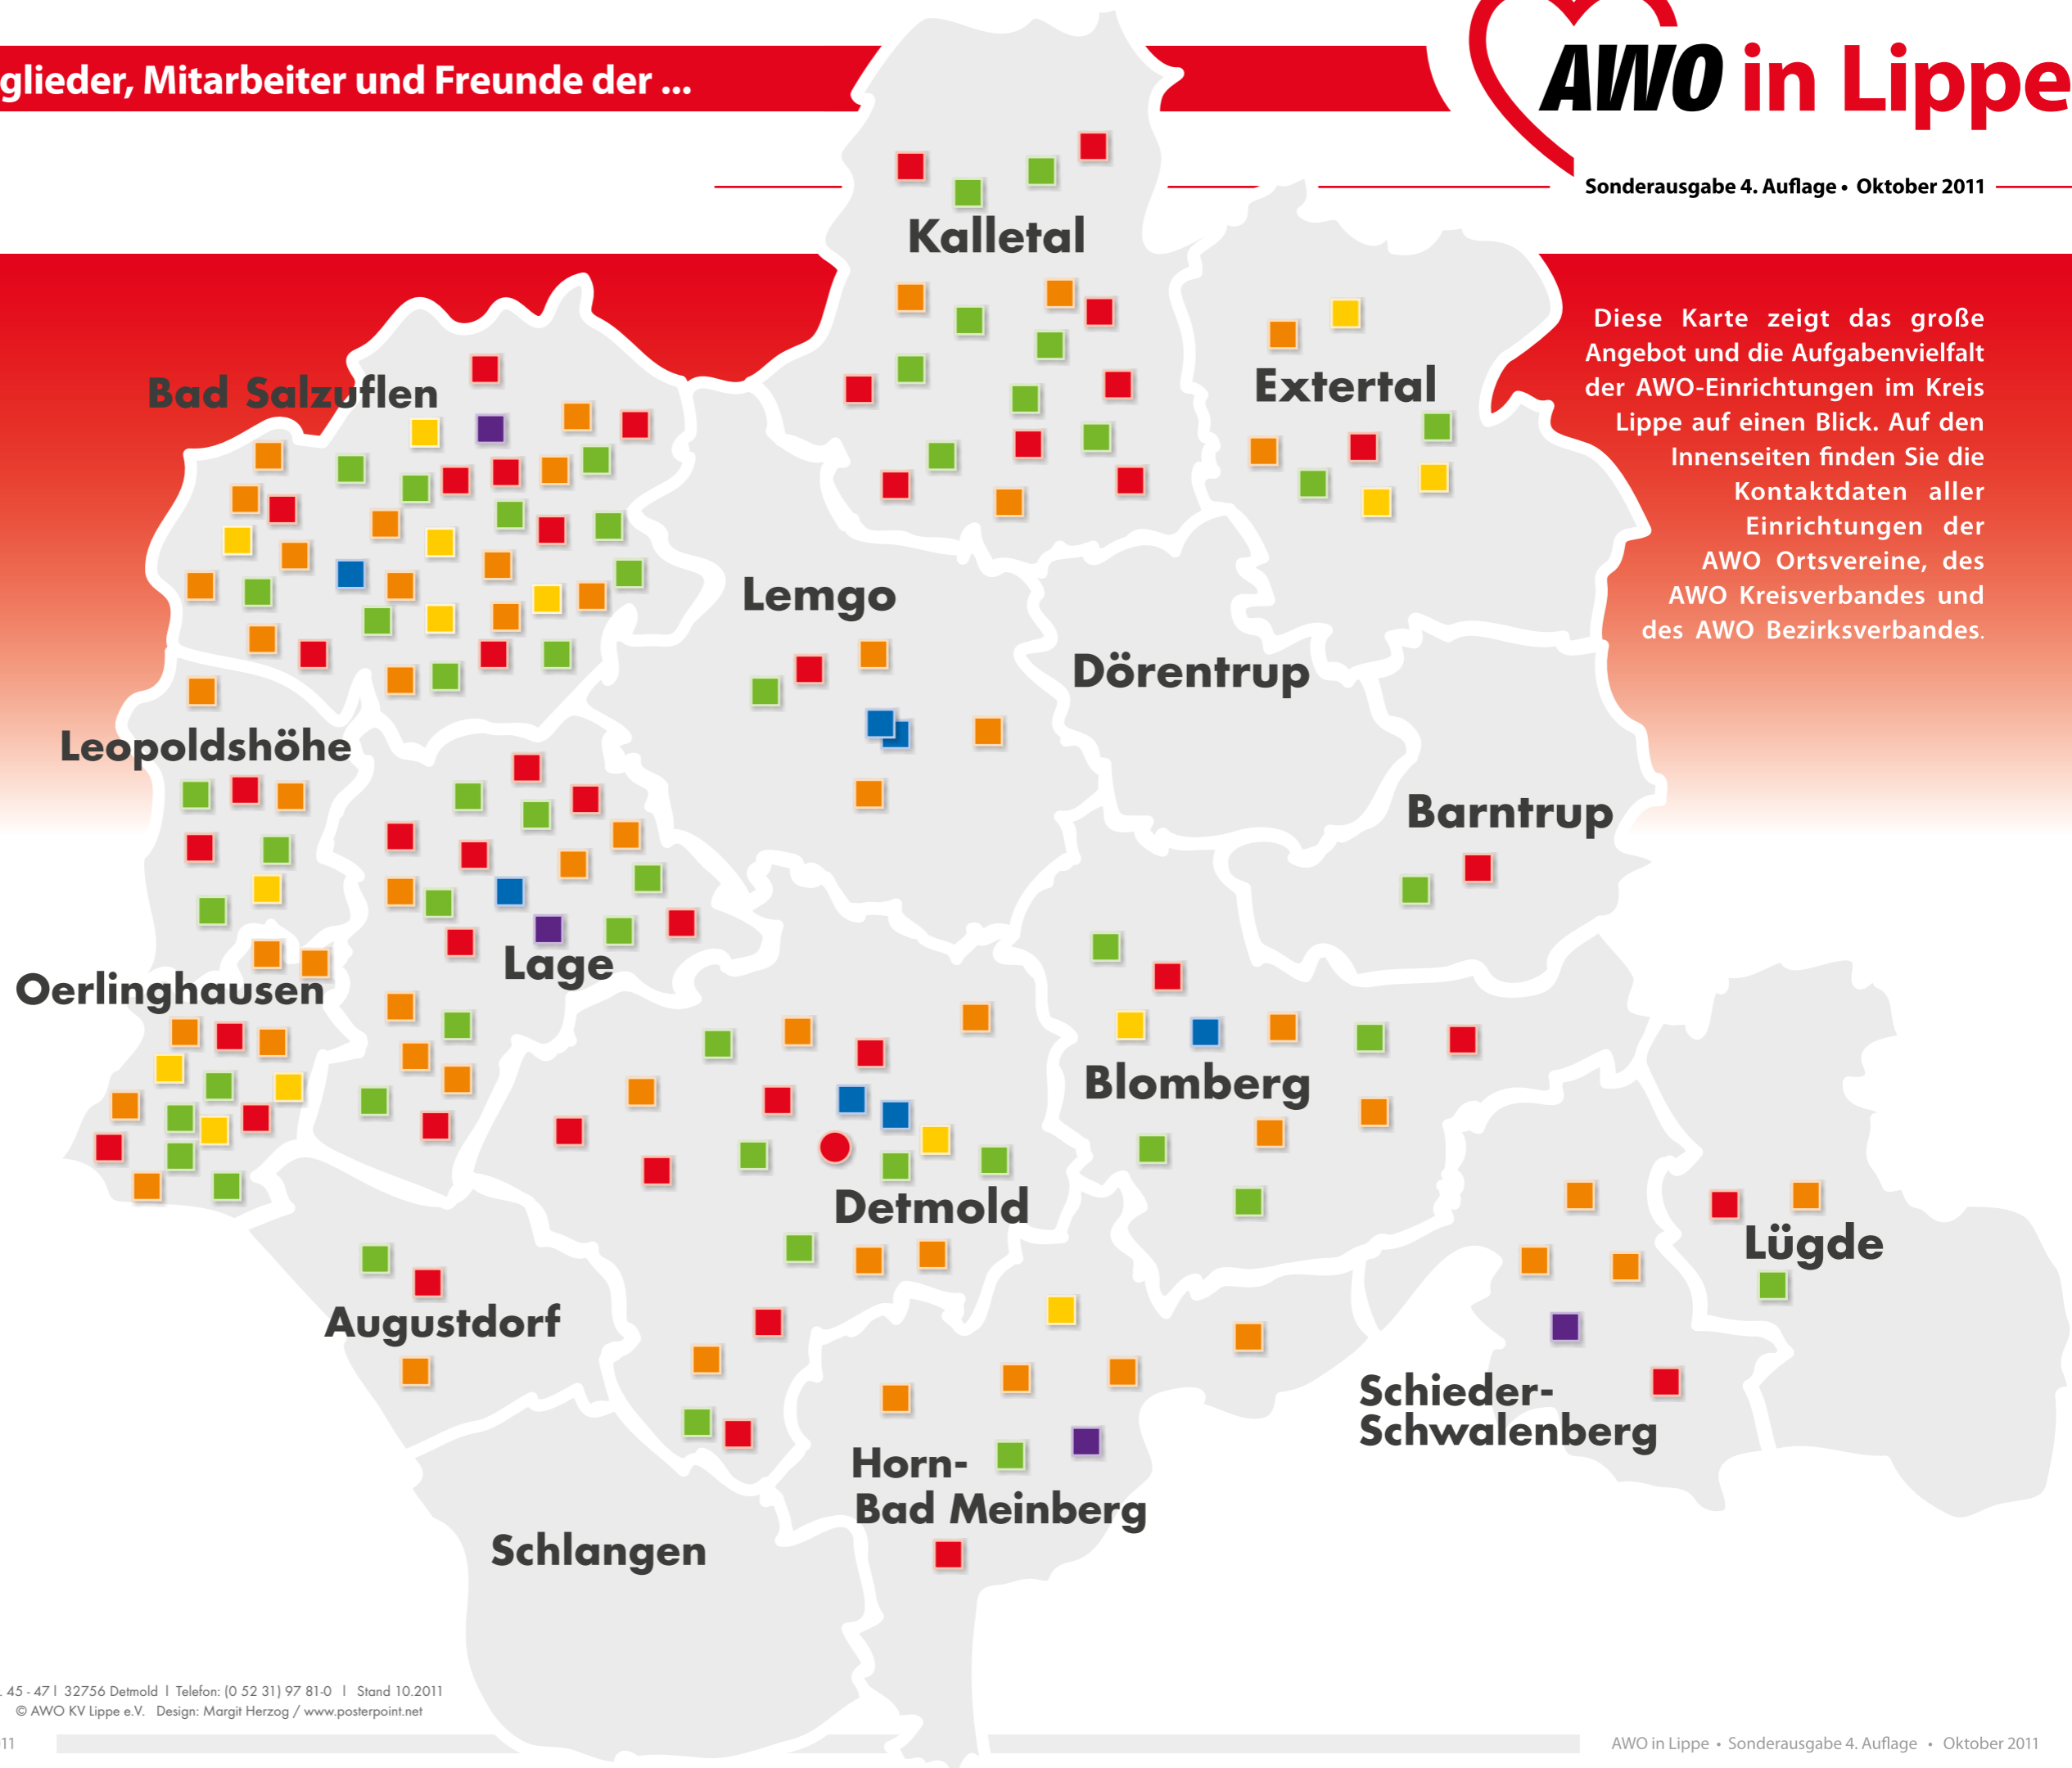 glieder, Mitarbeiter und Freunde der ...
AWO in Lippe
Sonderausgabe 4. Auflage • Oktober 2011
Kalletal
Diese Karte zeigt das große
Angebot und die Aufgabenvielfalt
der AWO-Einrichtungen im Kreis
Lippe auf einen Blick. Auf den
Innenseiten finden Sie die
Kontaktdaten aller
Einrichtungen der
AWO Ortsvereine, des
AWO Kreisverbandes und
des AWO Bezirksverbandes.
Extertal
Bad Salzuflen
Lemgo
Dörentrup
Leopoldshöhe
Barntrup
Lage
Oerlinghausen
Blomberg
Detmold
Lügde
Augustdorf
Schieder-
Schwalenberg
Horn-
Bad Meinberg
Schlangen
. 45 - 47 I 32756 Detmold I Telefon: (0 52 31) 97 81-0 I Stand 10.2011
© AWO KV Lippe e.V. Design: Margit Herzog / www.posterpoint.net
11
AWO in Lippe • Sonderausgabe 4. Auflage • Oktober 2011